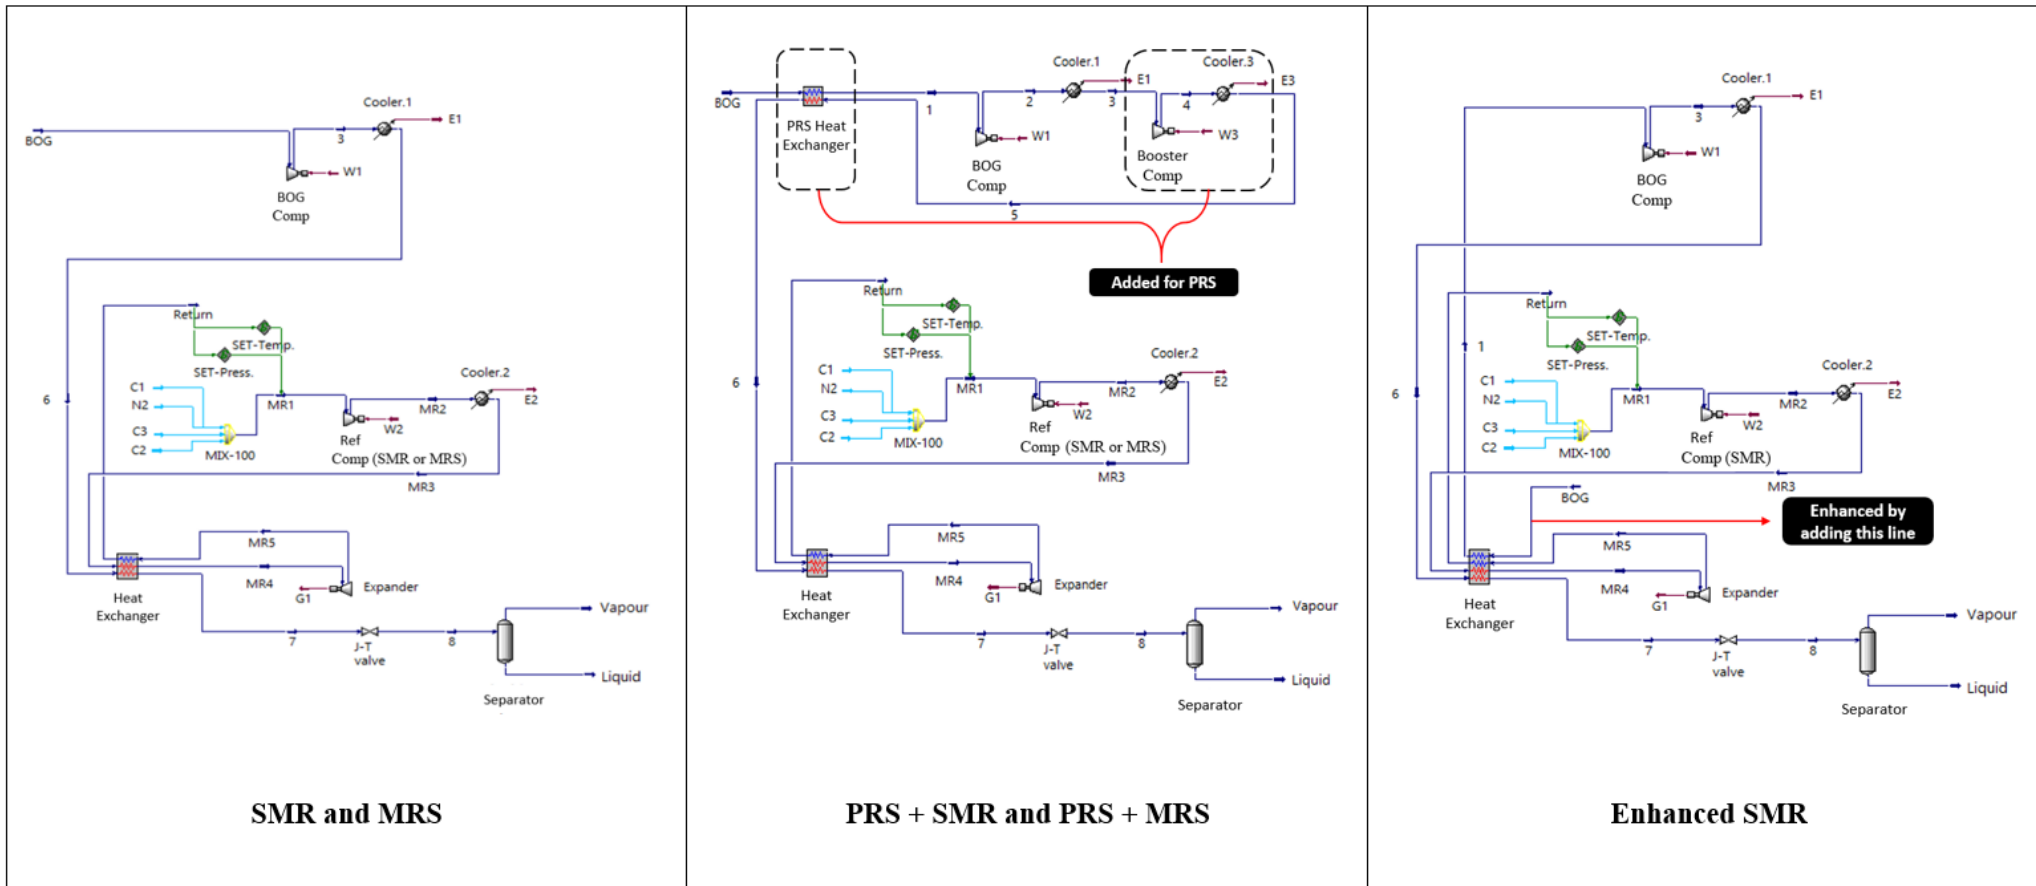 Cooler.1
E1
BOG
3
W1
BOG
Comp
Return
SET-Temp.
SET-Press.
Cooler.2
C1
N2
C3
C2
MIX-100
MR1
MR2
E2
W2
Ref
Comp (SMR or MRS)
6
MR3
MR5
MR4
G1
Expander
Heat
Exchanger
7
J-T
valve
8
Vapour
Liquid
Separator
SMR and MRS
Cooler.1
Cooler.3
E1
E3
BOG
1
2
3
4
PRS Heat
Exchanger
W1
W3
BOG
Comp
Booster
Comp
5
Added for PRS
Return
SET-Temp.
SET-Press.
Cooler.2
C1
N2
C3
C2
MIX-100
MR1
MR2
E2
W2
Ref
Comp (SMR or MRS)
6
MR3
MR5
MR4
G1
Expander
Heat
Exchanger
7
J-T
valve
8
Vapour
Liquid
Separator
PRS + SMR and PRS + MRS
Cooler.1
E1
3
W1
BOG
Comp
Return
SET-Temp.
SET-Press.
1
Cooler.2
C1
N2
C3
C2
MIX-100
MR1
MR2
E2
W2
Ref
Comp (SMR)
6
MR3
BOG
Enhanced by
adding this line
MR5
MR4
G1
Expander
Heat
Exchanger
7
J-T
valve
8
Vapour
Liquid
Separator
Enhanced SMR